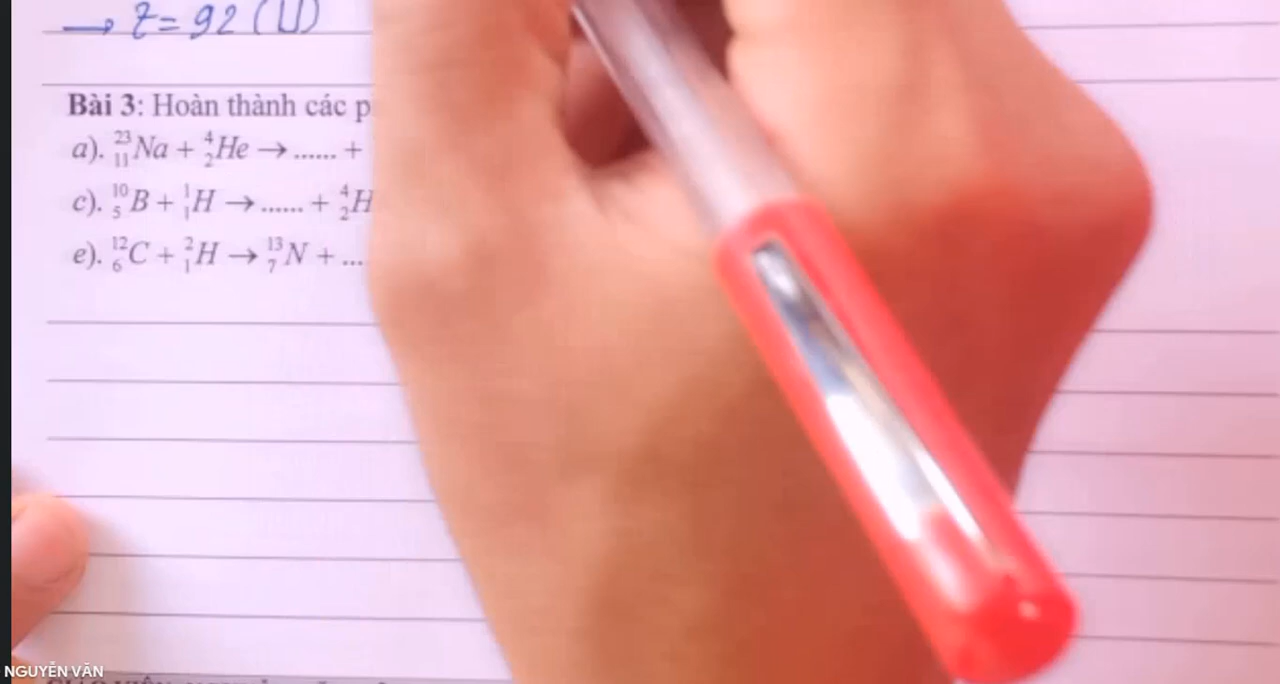 → Z = 92 (U)
Bài 3: Hoàn thành các p
a). ²³₁₁Na + ⁴₂He → ...... +
c). ¹⁰₅B + ¹₁H → ...... + ⁴₂H
e). ¹²₆C + ²₁H → ¹³₇N + ...
NGUYỄN VĂN